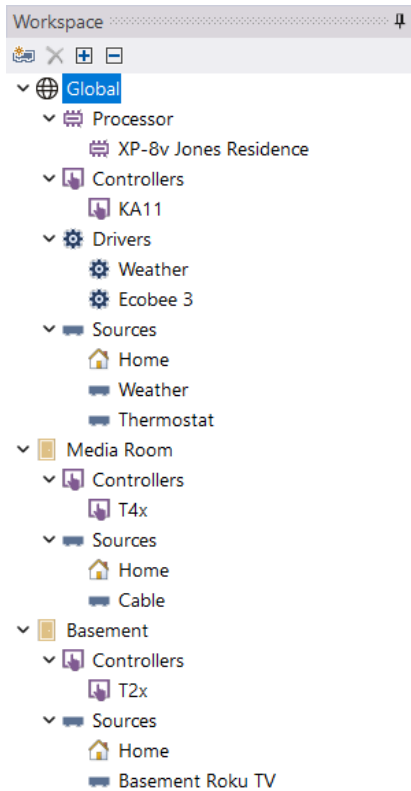 Workspace
Global
Processor
XP-8v Jones Residence
Controllers
KA11
Drivers
Weather
Ecobee 3
Sources
Home
Weather
Thermostat
Media Room
Controllers
T4x
Sources
Home
Cable
Basement
Controllers
T2x
Sources
Home
Basement Roku TV